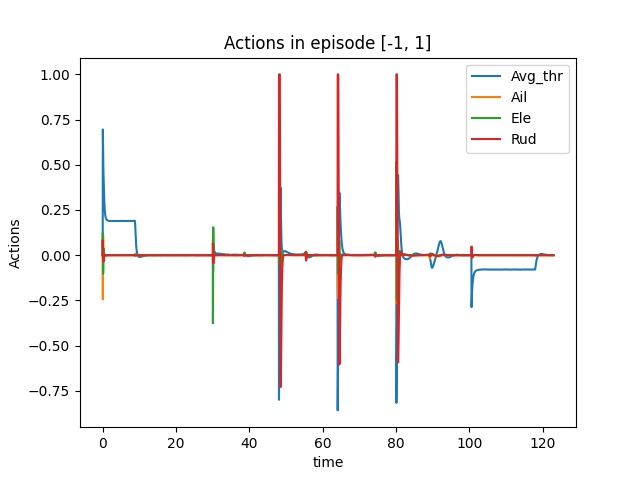 Actions in episode [-1, 1]
Actions
1.00
0.75
0.50
0.25
0.00
−0.25
−0.50
−0.75
Avg_thr
Ail
Ele
Rud
0 20 40 60 80 100 120
time